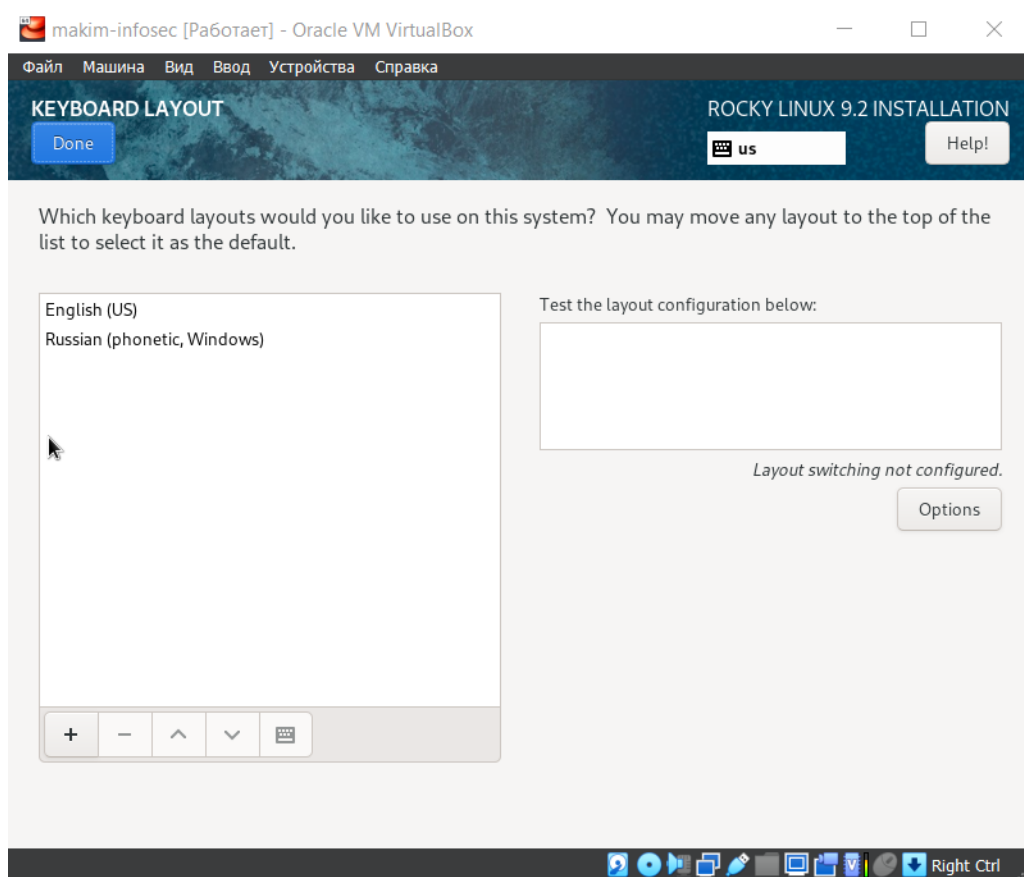 makim-infosec [Работает] - Oracle VM VirtualBox
Файл Машина Вид Ввод Устройства Справка
KEYBOARD LAYOUT
ROCKY LINUX 9.2 INSTALLATION
Done
us
Help!
Which keyboard layouts would you like to use on this system? You may move any layout to the top of the
list to select it as the default.
English (US)
Russian (phonetic, Windows)
Test the layout configuration below:
Layout switching not configured.
Options
Right Ctrl